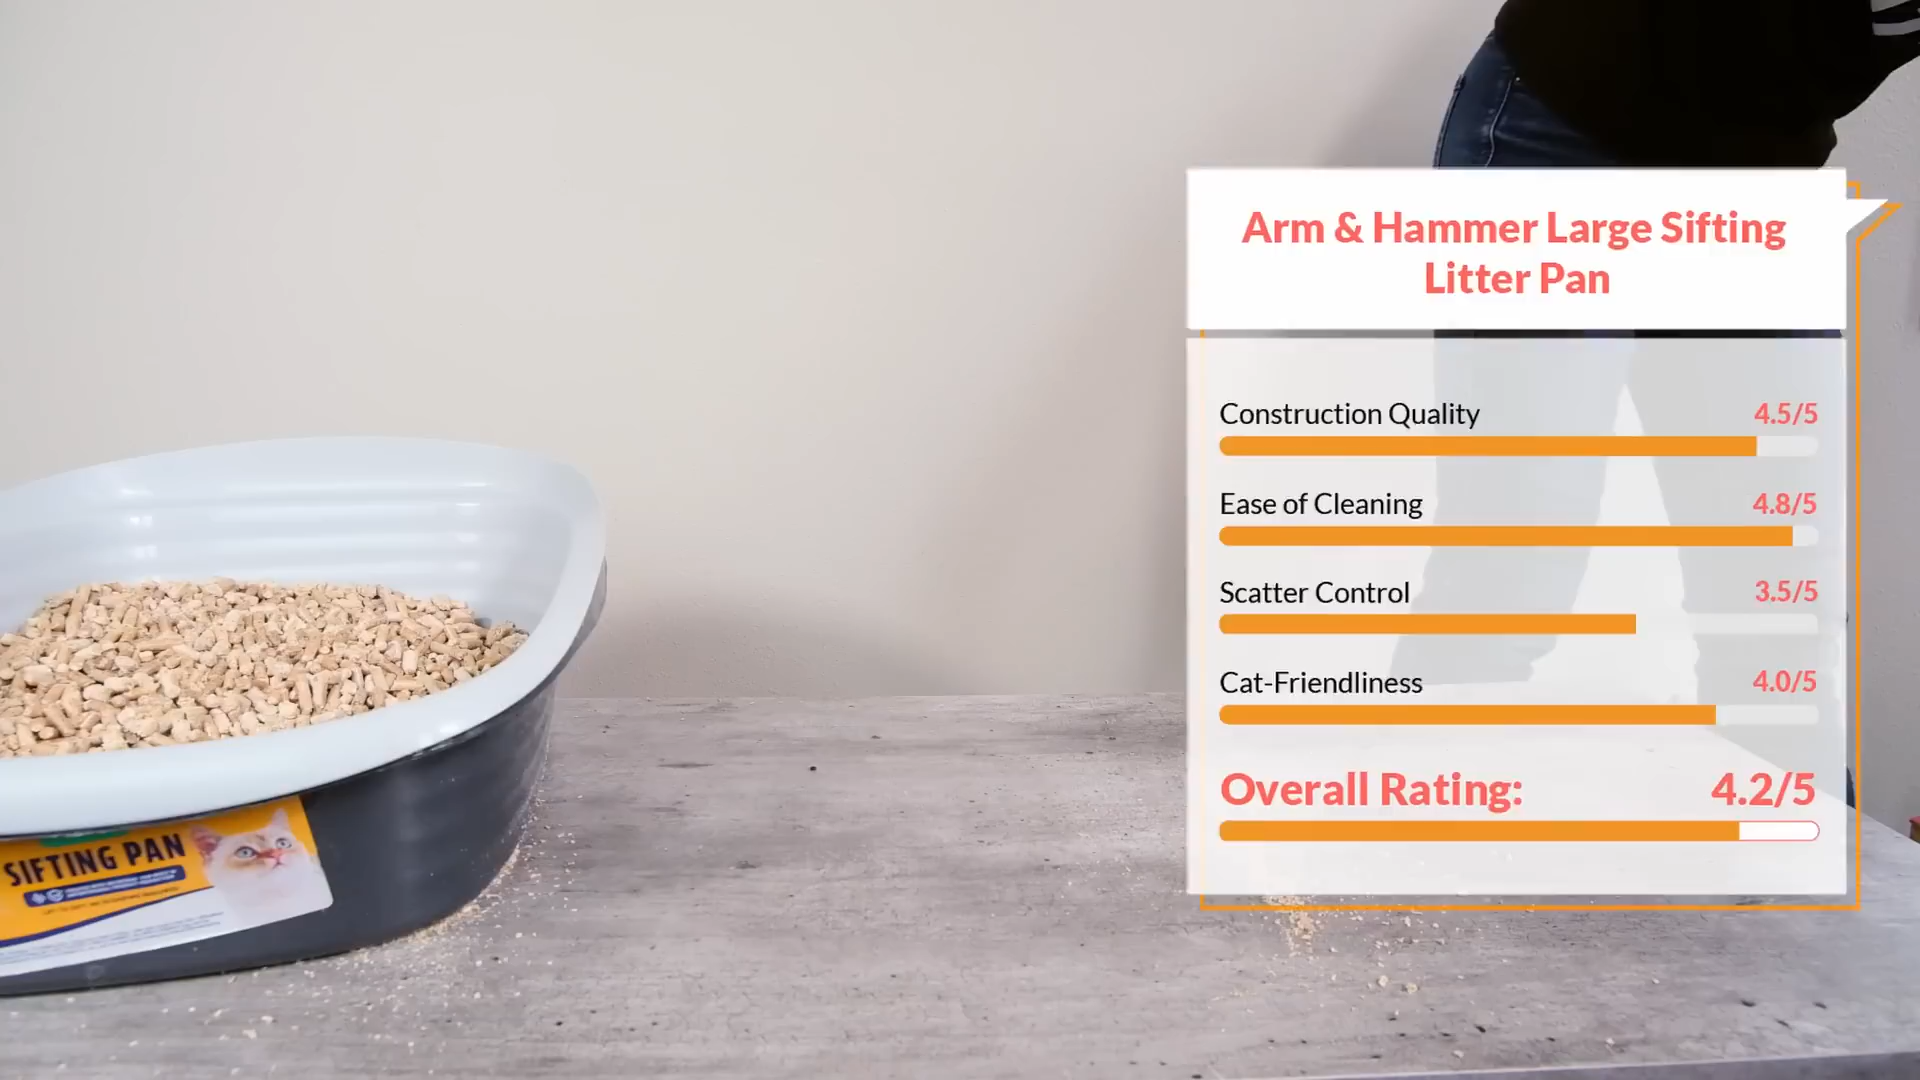 Arm & Hammer Large Sifting
Litter Pan
Construction Quality 4.5/5
Ease of Cleaning 4.8/5
Scatter Control 3.5/5
Cat-Friendliness 4.0/5
Overall Rating: 4.2/5
SIFTING PAN